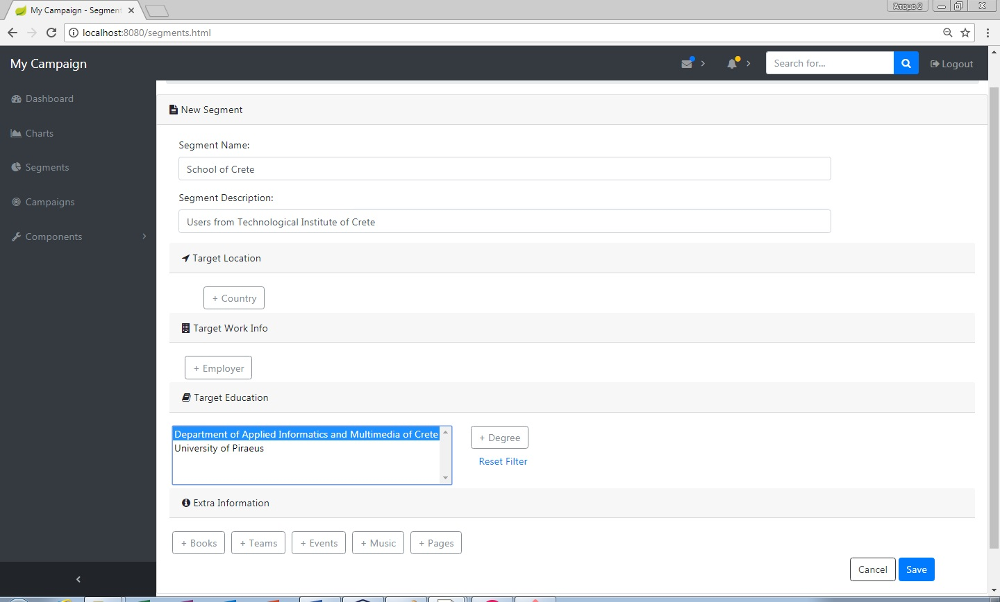 My Campaign - Segment
Ατομο 2
localhost:8080/segments.html
My Campaign
Search for...
Logout
Dashboard
Charts
Segments
Campaigns
Components
New Segment
Segment Name:
School of Crete
Segment Description:
Users from Technological Institute of Crete
Target Location
+ Country
Target Work Info
+ Employer
Target Education
Department of Applied Informatics and Multimedia of Crete
University of Piraeus
+ Degree
Reset Filter
Extra Information
+ Books
+ Teams
+ Events
+ Music
+ Pages
Cancel
Save